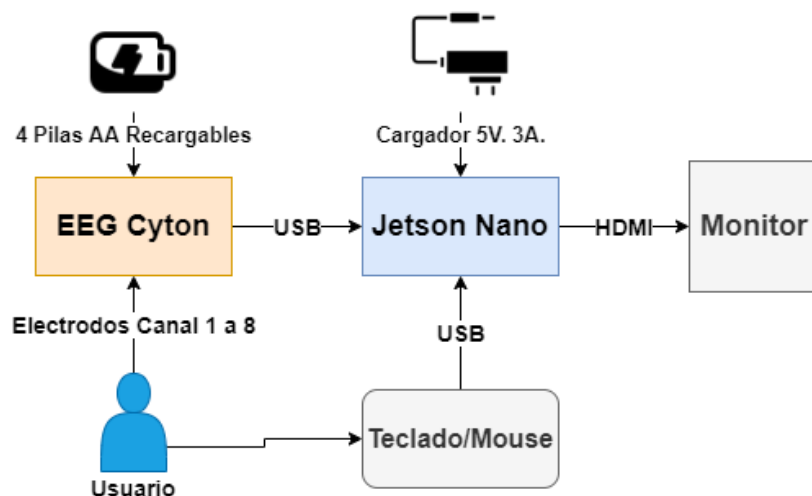 4 Pilas AA Recargables
Cargador 5V. 3A.
EEG Cyton
USB
Jetson Nano
HDMI
Monitor
Electrodos Canal 1 a 8
USB
Teclado/Mouse
Usuario